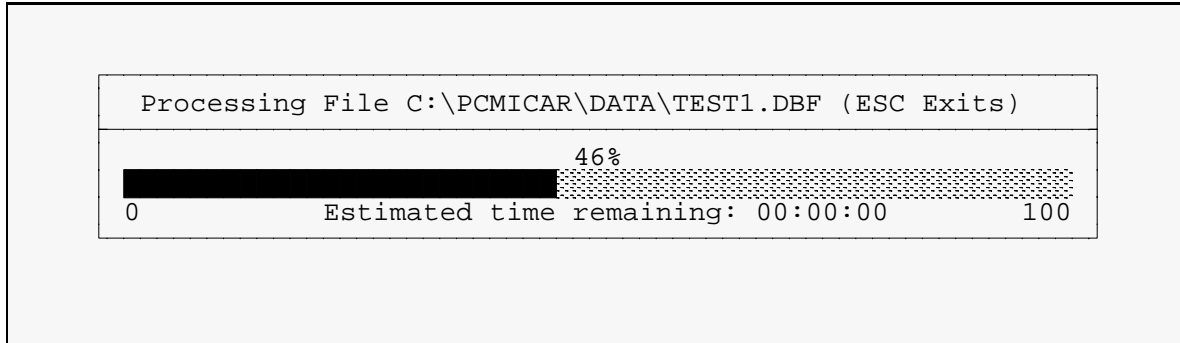 Processing File C:\PCMICAR\DATA\TEST1.DBF (ESC Exits)
46%
0 Estimated time remaining: 00:00:00 100